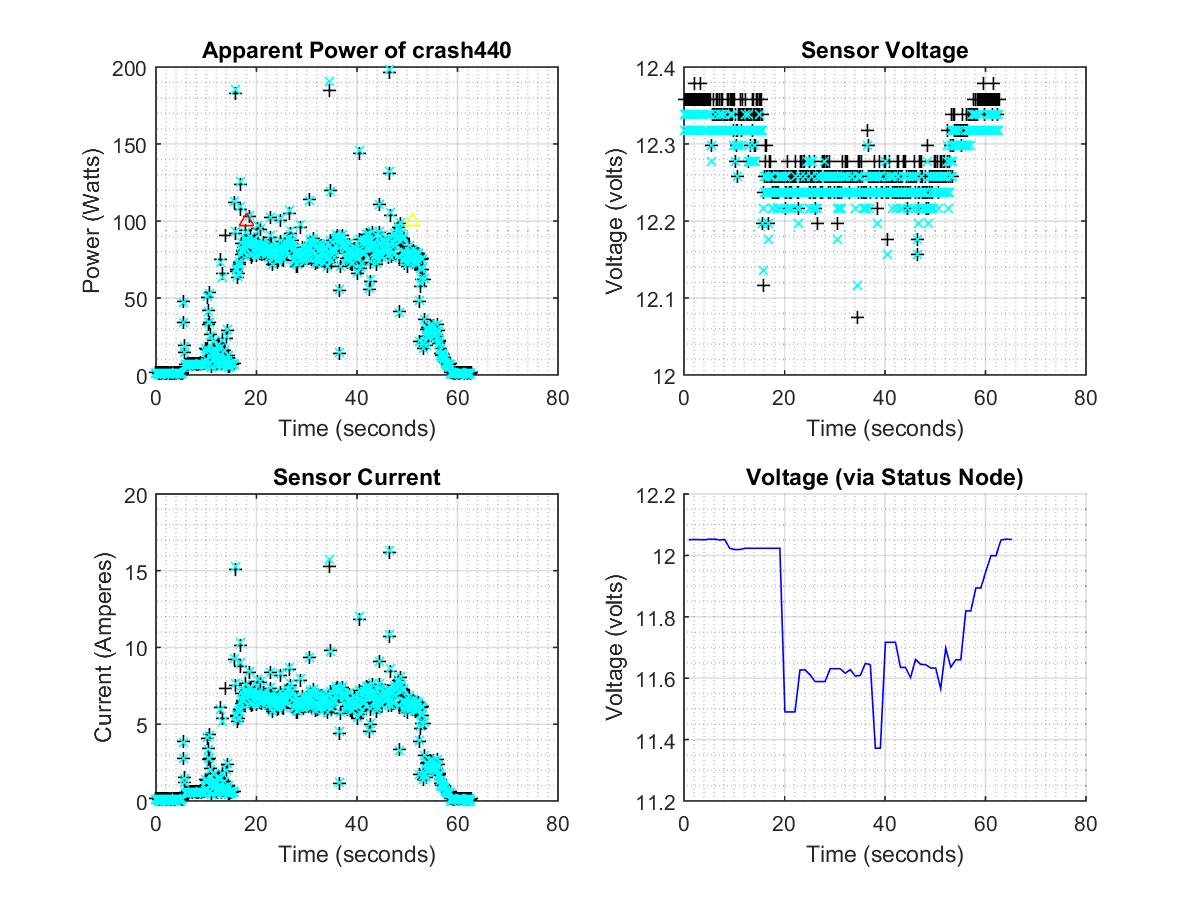 Apparent Power of crash440
200
150
100
50
0
Power (Watts)
0 20 40 60 80
Time (seconds)
Sensor Voltage
12.4
12.3
12.2
12.1
12
Voltage (volts)
0 20 40 60 80
Time (seconds)
Sensor Current
20
15
10
5
0
Current (Amperes)
0 20 40 60 80
Time (seconds)
Voltage (via Status Node)
12.2
12
11.8
11.6
11.4
11.2
Voltage (volts)
0 20 40 60 80
Time (seconds)